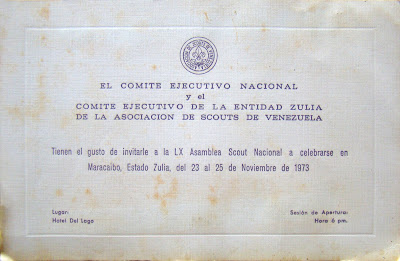 EL COMITE EJECUTIVO NACIONAL
y el
COMITE EJECUTIVO DE LA ENTIDAD ZULIA
DE LA ASOCIACION DE SCOUTS DE VENEZUELA
Tienen el gusto de invitarle a la LX Asamblea Scout Nacional a celebrarse en
Maracaibo, Estado Zulia, del 23 al 25 de Noviembre de 1973
Lugar:
Hotel Del Lago
Sesión de Apertura:
Hora 6 pm.